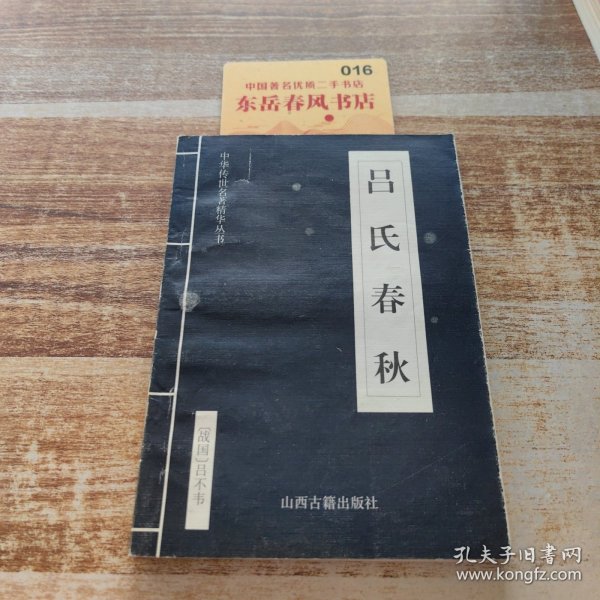 016
中国著名优质二手书店
东岳春风书店
中华传世名著精华丛书
吕氏春秋
〔战国〕吕不韦
山西古籍出版社
孔夫子旧书网
www.kongfz.com